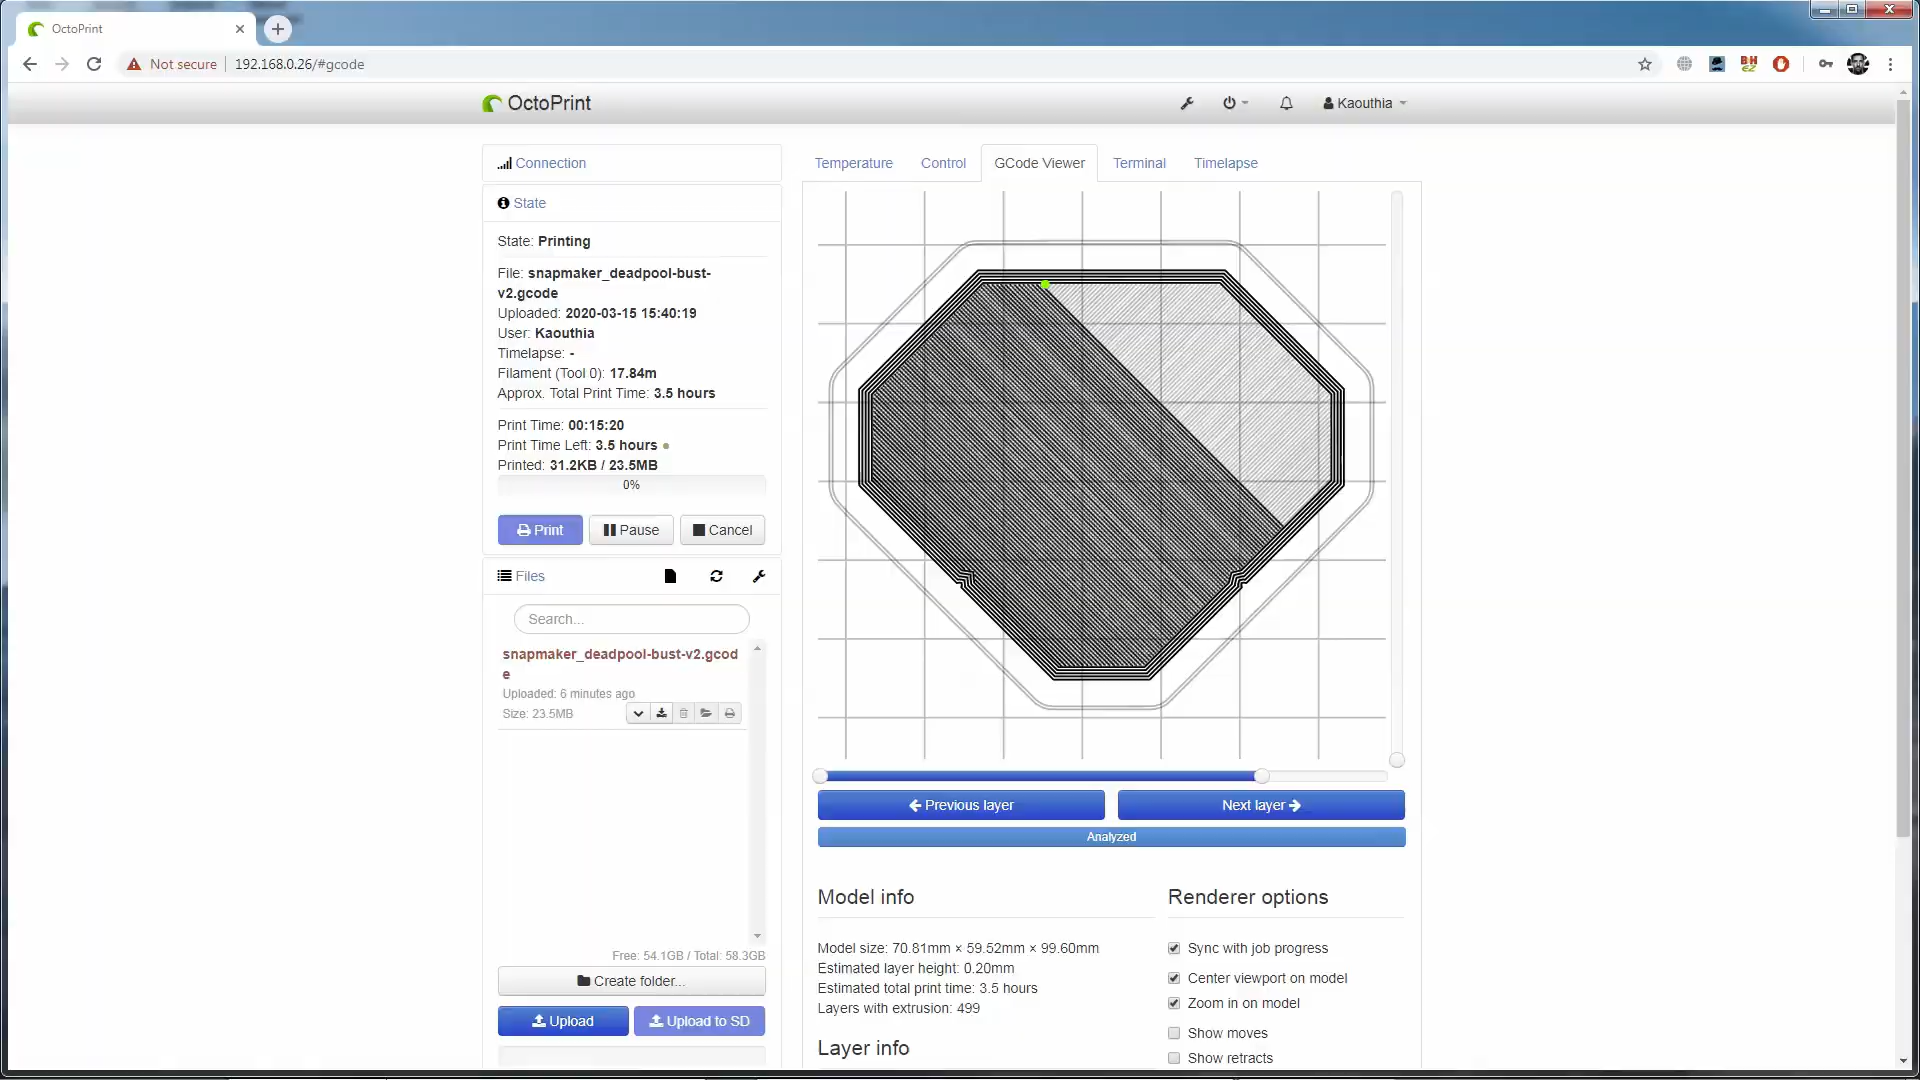 OctoPrint
Not secure
192.168.0.26/#gcode
OctoPrint
Kaouthia
Connection
State
State: Printing
File: snapmaker_deadpool-bust-
v2.gcode
Uploaded: 2020-03-15 15:40:19
User: Kaouthia
Timelapse: -
Filament (Tool 0): 17.84m
Approx. Total Print Time: 3.5 hours
Print Time: 00:15:20
Print Time Left: 3.5 hours
Printed: 31.2KB / 23.5MB
0%
Print
Pause
Cancel
Files
Search...
snapmaker_deadpool-bust-v2.gcod
e
Uploaded: 6 minutes ago
Size: 23.5MB
Free: 54.1GB / Total: 58.3GB
Create folder...
Upload
Upload to SD
Temperature
Control
GCode Viewer
Terminal
Timelapse
Previous layer
Next layer
Analyzed
Model info
Model size: 70.81mm × 59.52mm × 99.60mm
Estimated layer height: 0.20mm
Estimated total print time: 3.5 hours
Layers with extrusion: 499
Layer info
Renderer options
Sync with job progress
Center viewport on model
Zoom in on model
Show moves
Show retracts